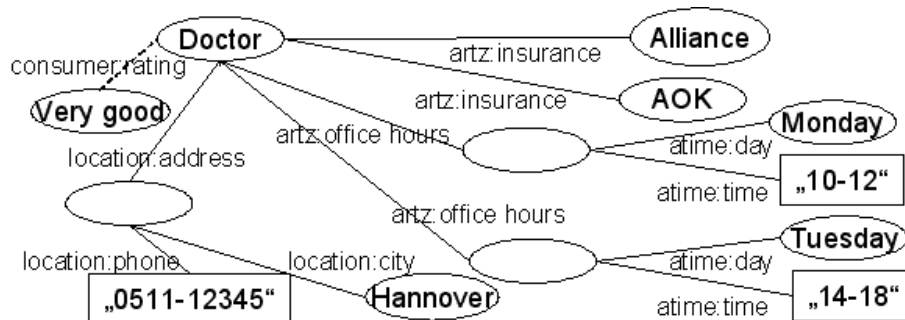 Doctor
Alliance
artz:insurance
consumer:rating
Very good
artz:insurance
AOK
Monday
artz:office hours
atime:day
location:address
„10-12“
atime:time
artz:office hours
Tuesday
location:phone
location:city
atime:day
„0511-12345“
Hannover
„14-18“
atime:time